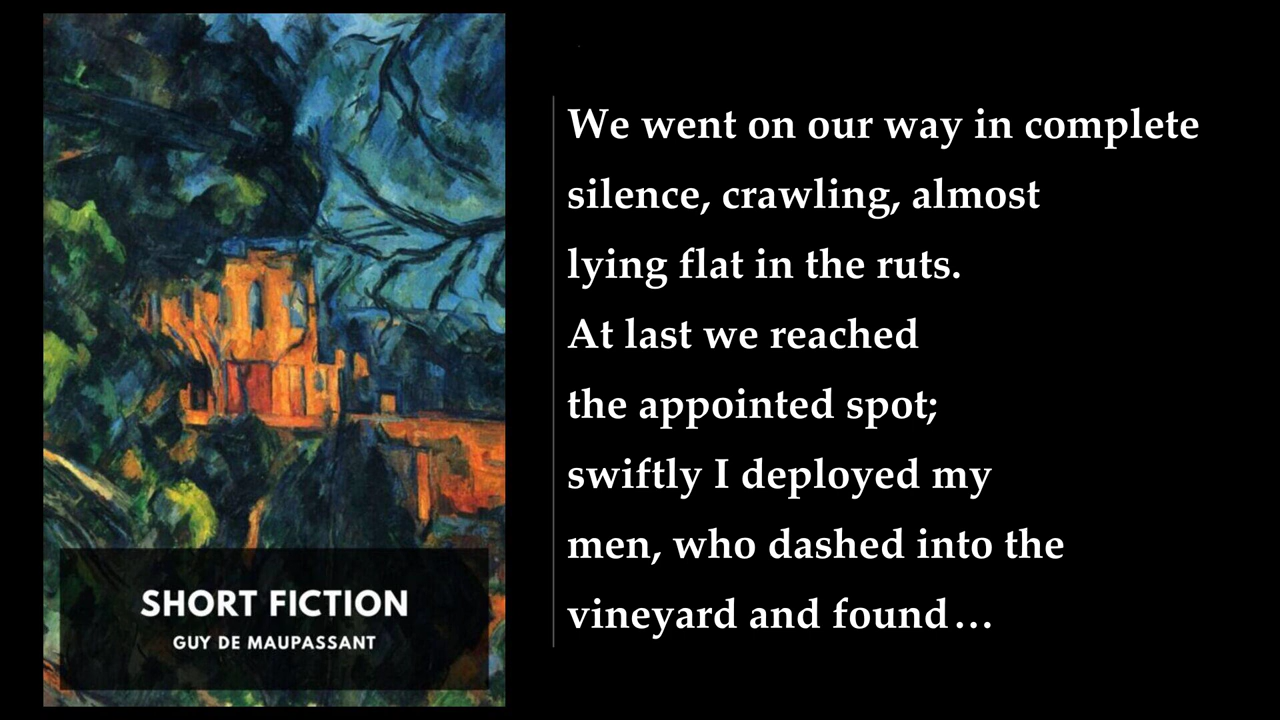 SHORT FICTION
GUY DE MAUPASSANT
We went on our way in complete
silence, crawling, almost
lying flat in the ruts.
At last we reached
the appointed spot;
swiftly I deployed my
men, who dashed into the
vineyard and found…